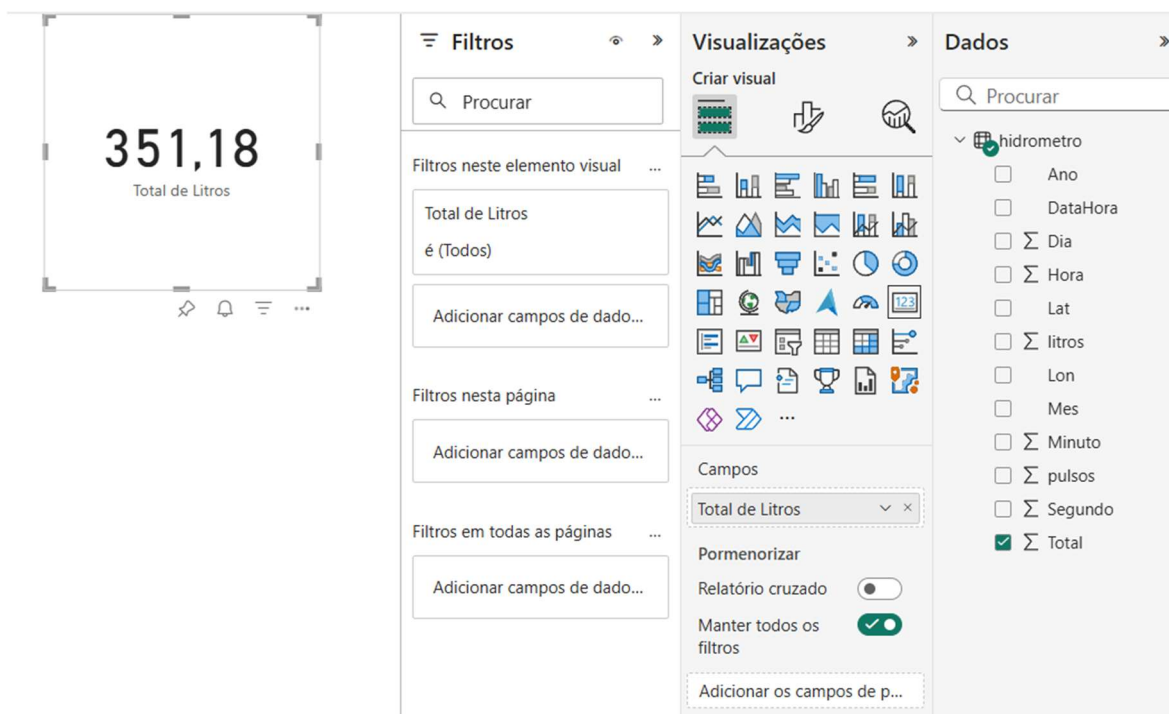 351,18
Total de Litros
Filtros
Procurar
Filtros neste elemento visual ...
Total de Litros
é (Todos)
Adicionar campos de dado...
Filtros nesta página ...
Adicionar campos de dado...
Filtros em todas as páginas ...
Adicionar campos de dado...
Visualizações
Criar visual
123
...
Campos
Total de Litros
Pormenorizar
Relatório cruzado
Manter todos os
filtros
Adicionar os campos de p...
Dados
Procurar
hidrometro
Ano
DataHora
Σ Dia
Σ Hora
Lat
Σ litros
Lon
Mes
Σ Minuto
Σ pulsos
Σ Segundo
Σ Total